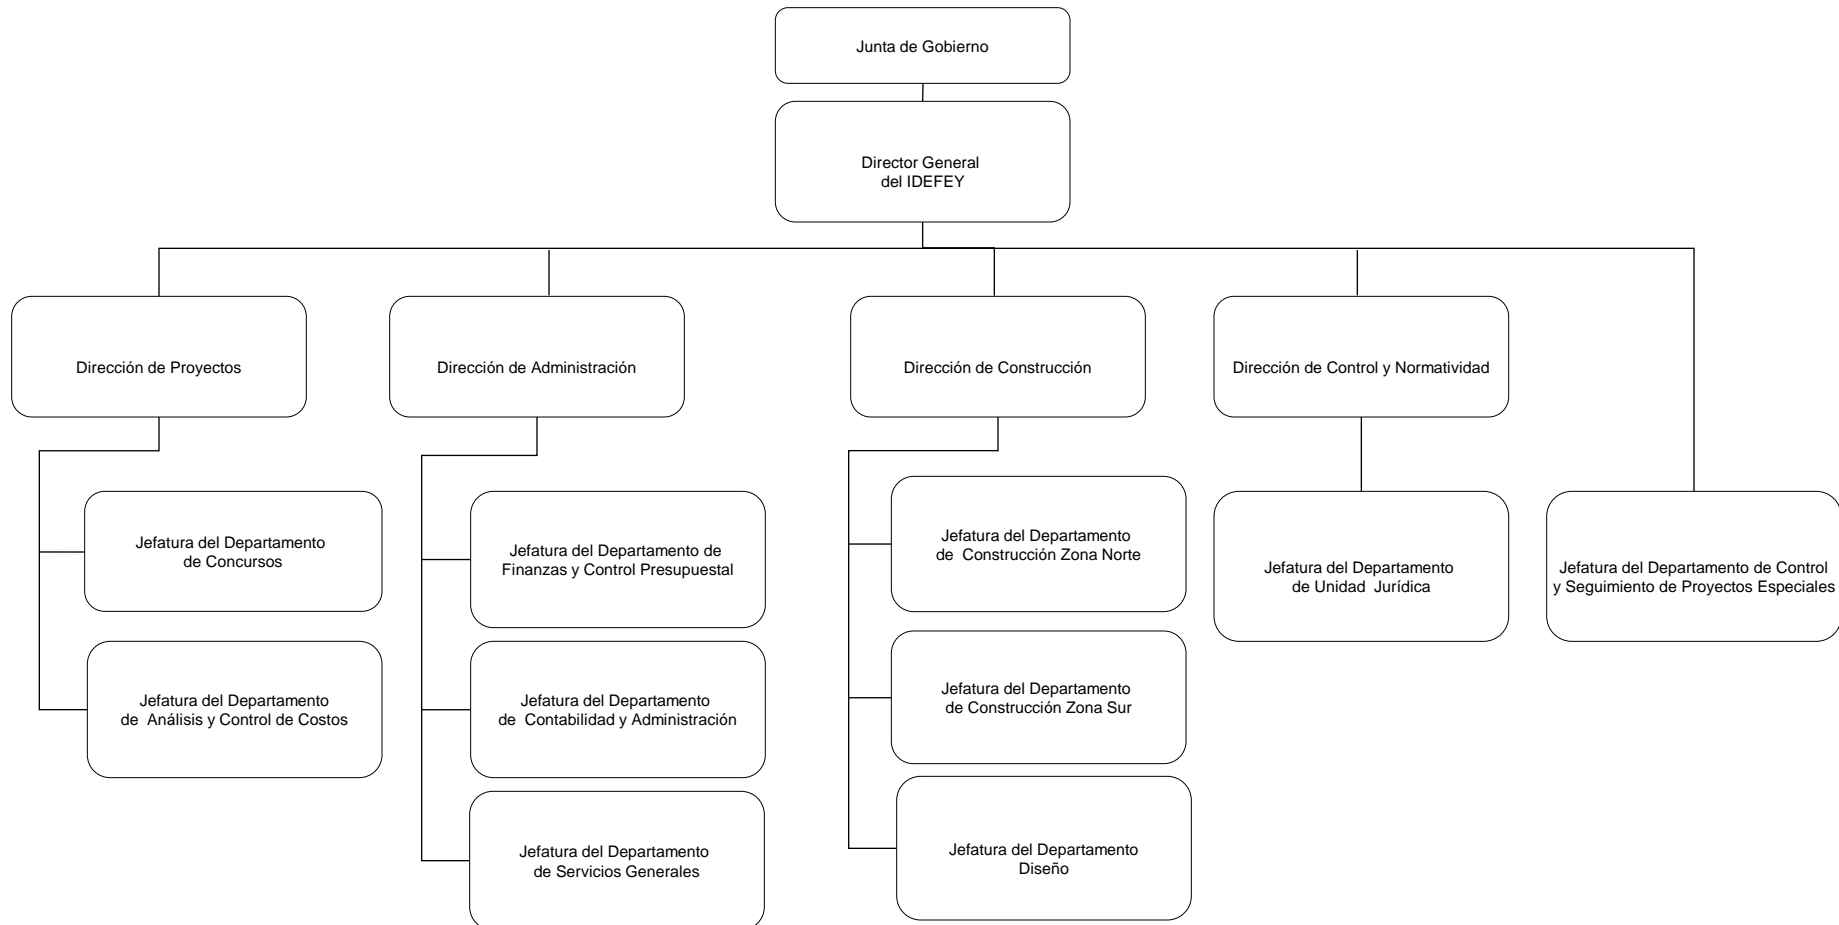 Junta de Gobierno
Director General
del IDEFEY
Dirección de Proyectos
Dirección de Administración
Dirección de Construcción
Dirección de Control y Normatividad
Jefatura del Departamento
de Concursos
Jefatura del Departamento
de Análisis y Control de Costos
Jefatura del Departamento de
Finanzas y Control Presupuestal
Jefatura del Departamento
de Contabilidad y Administración
Jefatura del Departamento
de Servicios Generales
Jefatura del Departamento
de Construcción Zona Norte
Jefatura del Departamento
de Construcción Zona Sur
Jefatura del Departamento
Diseño
Jefatura del Departamento
de Unidad Jurídica
Jefatura del Departamento de Control
y Seguimiento de Proyectos Especiales